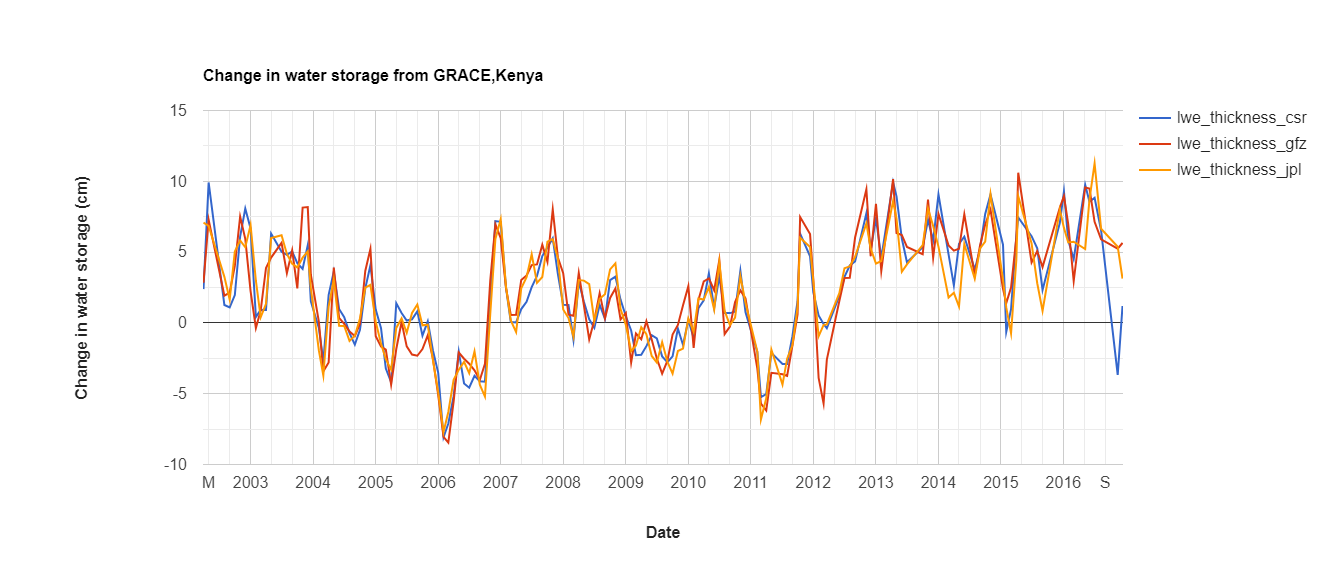 Change in water storage from GRACE,Kenya
Change in water storage (cm)
15
10
5
0
-5
-10
M 2003 2004 2005 2006 2007 2008 2009 2010 2011 2012 2013 2014 2015 2016 S
Date
lwe_thickness_csr
lwe_thickness_gfz
lwe_thickness_jpl